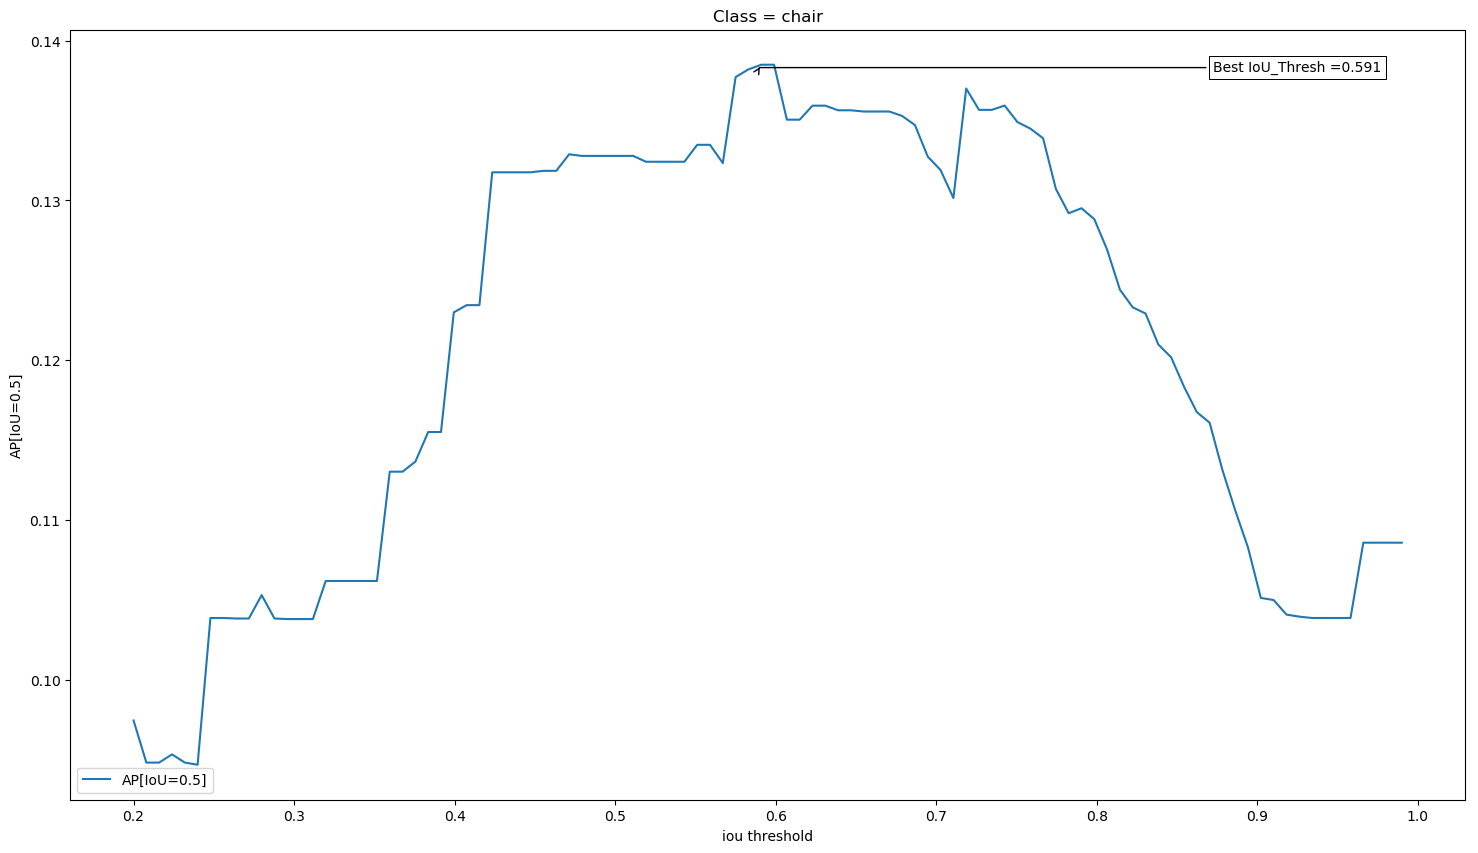 Class = chair
0.14
0.13
0.12
0.11
0.10
AP[IoU=0.5]
Best IoU_Thresh =0.591
AP[IoU=0.5]
0.2 0.3 0.4 0.5 0.6 0.7 0.8 0.9 1.0
iou threshold